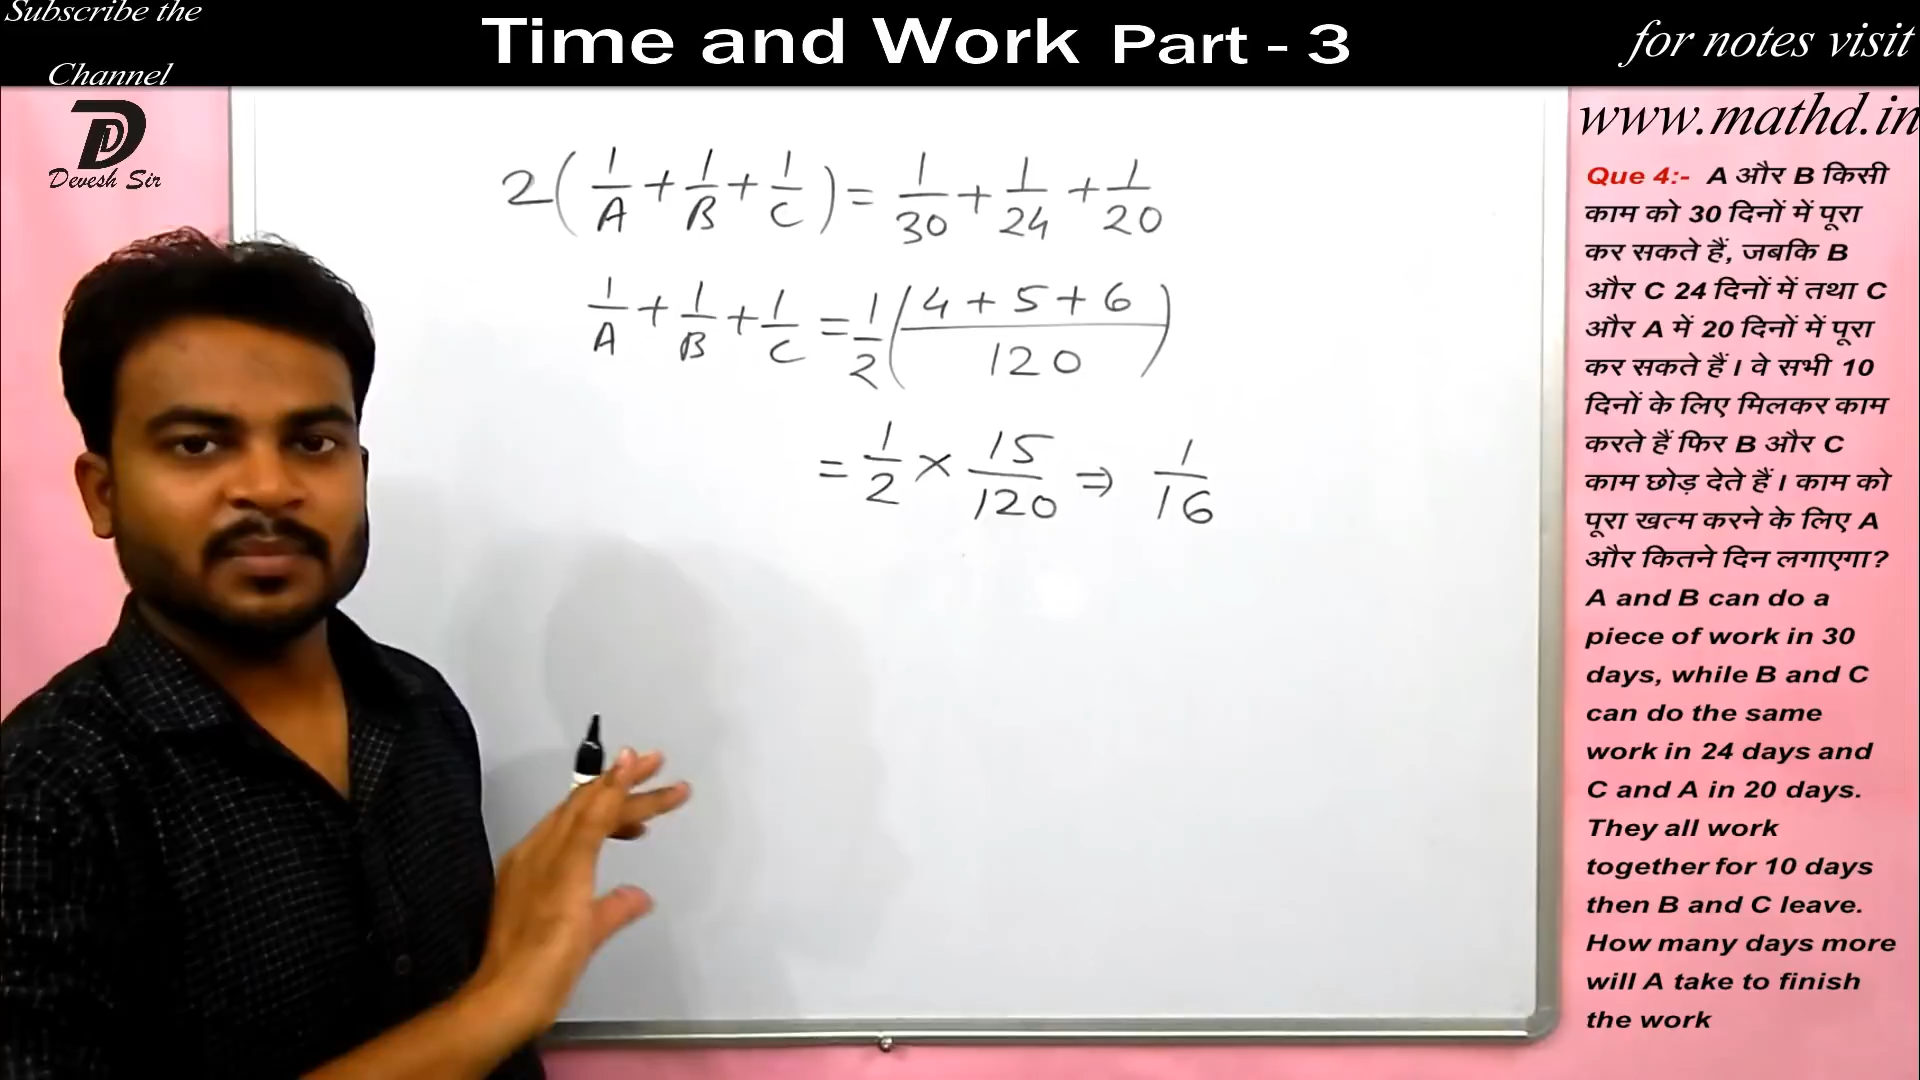 Subscribe the
Channel
Time and Work Part - 3
for notes visit
www.mathd.in
Devesh Sir
2(1/A + 1/B + 1/C) = 1/30 + 1/24 + 1/20
1/A + 1/B + 1/C = 1/2 ((4 + 5 + 6)/120)
= 1/2 × 15/120 ⇒ 1/16
Que 4:- A और B किसी
काम को 30 दिनों में पूरा
कर सकते हैं, जबकि B
और C 24 दिनों में तथा C
और A में 20 दिनों में पूरा
कर सकते हैं । वे सभी 10
दिनों के लिए मिलकर काम
करते हैं फिर B और C
काम छोड़ देते हैं । काम को
पूरा खत्म करने के लिए A
और कितने दिन लगाएगा?
A and B can do a
piece of work in 30
days, while B and C
can do the same
work in 24 days and
C and A in 20 days.
They all work
together for 10 days
then B and C leave.
How many days more
will A take to finish
the work